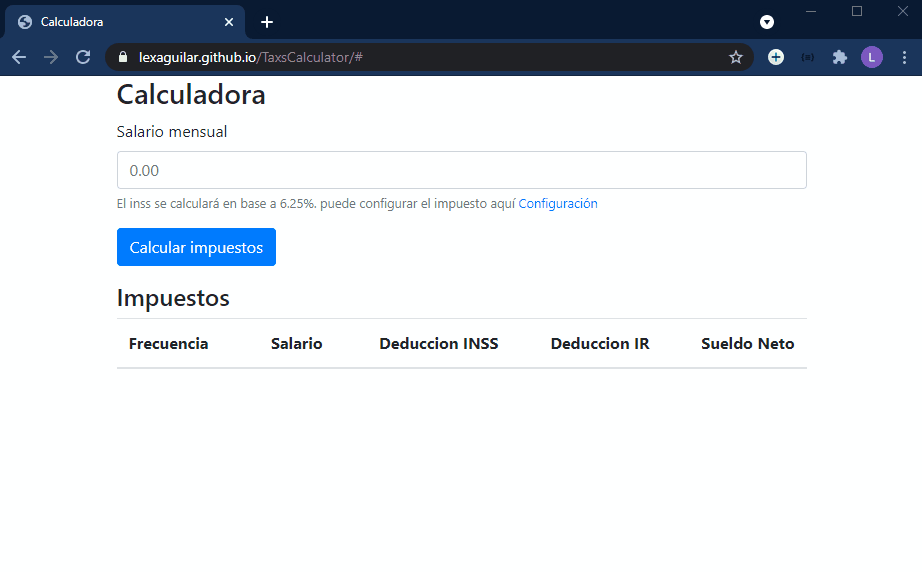 Calculadora
lexaguilar.github.io/TaxsCalculator/#
L
Calculadora
Salario mensual
0.00
El inss se calculará en base a 6.25%. puede configurar el impuesto aquí Configuración
Calcular impuestos
Impuestos
Frecuencia Salario Deduccion INSS Deduccion IR Sueldo Neto